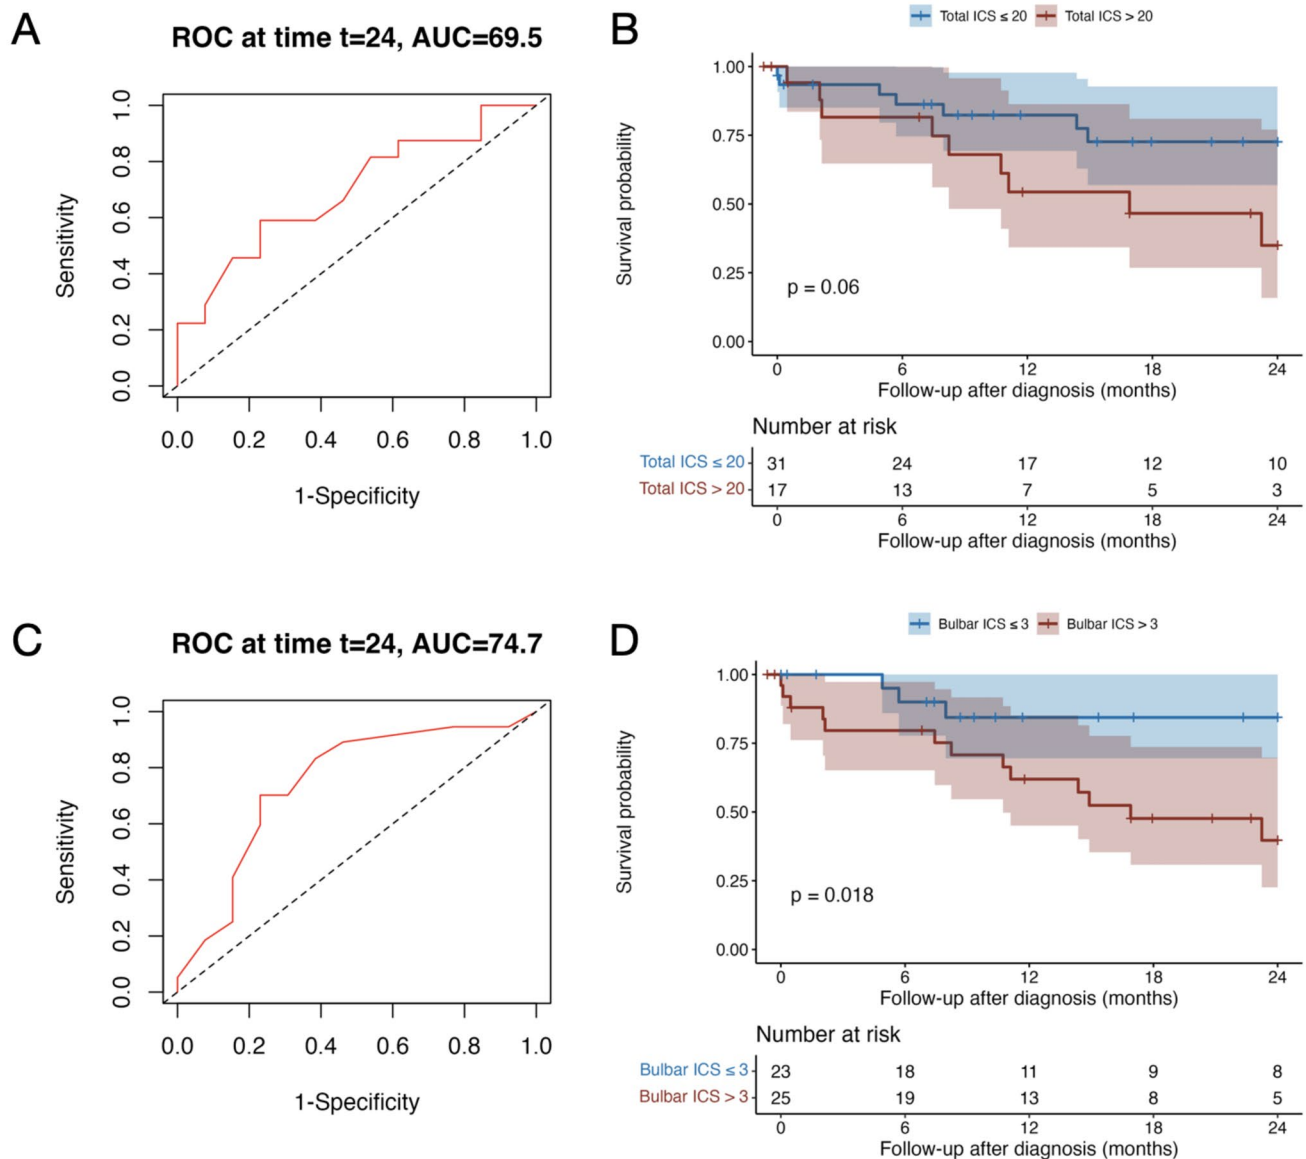 A
ROC at time t=24, AUC=69.5
Sensitivity
1.0
0.8
0.6
0.4
0.2
0.0
0.0 0.2 0.4 0.6 0.8 1.0
1-Specificity
B
Total ICS ≤ 20 Total ICS > 20
Survival probability
1.00
0.75
0.50
0.25
0.00
p = 0.06
0 6 12 18 24
Follow-up after diagnosis (months)
Number at risk
Total ICS ≤ 20 31 24 17 12 10
Total ICS > 20 17 13 7 5 3
0 6 12 18 24
Follow-up after diagnosis (months)
C
ROC at time t=24, AUC=74.7
Sensitivity
1.0
0.8
0.6
0.4
0.2
0.0
0.0 0.2 0.4 0.6 0.8 1.0
1-Specificity
D
Bulbar ICS ≤ 3 Bulbar ICS > 3
Survival probability
1.00
0.75
0.50
0.25
0.00
p = 0.018
0 6 12 18 24
Follow-up after diagnosis (months)
Number at risk
Bulbar ICS ≤ 3 23 18 11 9 8
Bulbar ICS > 3 25 19 13 8 5
0 6 12 18 24
Follow-up after diagnosis (months)